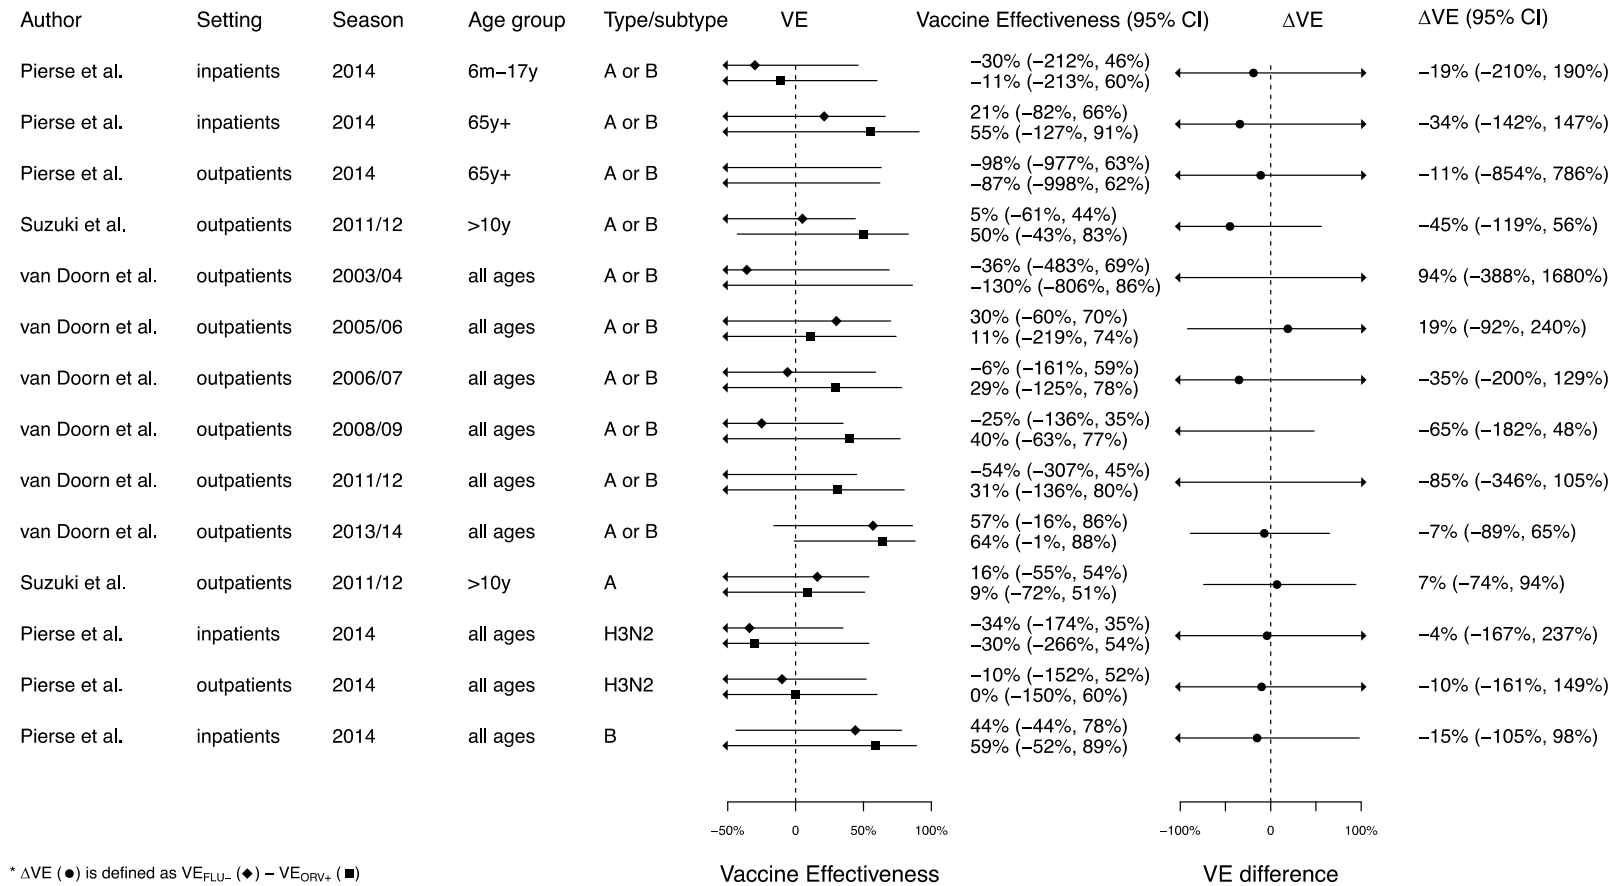 Author Setting Season Age group Type/subtype VE Vaccine Effectiveness (95% CI) ΔVE ΔVE (95% CI)
Pierse et al. inpatients 2014 6m−17y A or B −30% (−212%, 46%) −19% (−210%, 190%)
−11% (−213%, 60%)
Pierse et al. inpatients 2014 65y+ A or B 21% (−82%, 66%) −34% (−142%, 147%)
55% (−127%, 91%)
Pierse et al. outpatients 2014 65y+ A or B −98% (−977%, 63%) −11% (−854%, 786%)
−87% (−998%, 62%)
Suzuki et al. outpatients 2011/12 >10y A or B 5% (−61%, 44%) −45% (−119%, 56%)
50% (−43%, 83%)
van Doorn et al. outpatients 2003/04 all ages A or B −36% (−483%, 69%) 94% (−388%, 1680%)
−130% (−806%, 86%)
van Doorn et al. outpatients 2005/06 all ages A or B 30% (−60%, 70%) 19% (−92%, 240%)
11% (−219%, 74%)
van Doorn et al. outpatients 2006/07 all ages A or B −6% (−161%, 59%) −35% (−200%, 129%)
29% (−125%, 78%)
van Doorn et al. outpatients 2008/09 all ages A or B −25% (−136%, 35%) −65% (−182%, 48%)
40% (−63%, 77%)
van Doorn et al. outpatients 2011/12 all ages A or B −54% (−307%, 45%) −85% (−346%, 105%)
31% (−136%, 80%)
van Doorn et al. outpatients 2013/14 all ages A or B 57% (−16%, 86%) −7% (−89%, 65%)
64% (−1%, 88%)
Suzuki et al. outpatients 2011/12 >10y A 16% (−55%, 54%) 7% (−74%, 94%)
9% (−72%, 51%)
Pierse et al. inpatients 2014 all ages H3N2 −34% (−174%, 35%) −4% (−167%, 237%)
−30% (−266%, 54%)
Pierse et al. outpatients 2014 all ages H3N2 −10% (−152%, 52%) −10% (−161%, 149%)
0% (−150%, 60%)
Pierse et al. inpatients 2014 all ages B 44% (−44%, 78%) −15% (−105%, 98%)
59% (−52%, 89%)
−50% 0 50% 100% -100% 0 100%
Vaccine Effectiveness VE difference
* ΔVE (●) is defined as VEFLU− (◆) − VEORV+ (■)